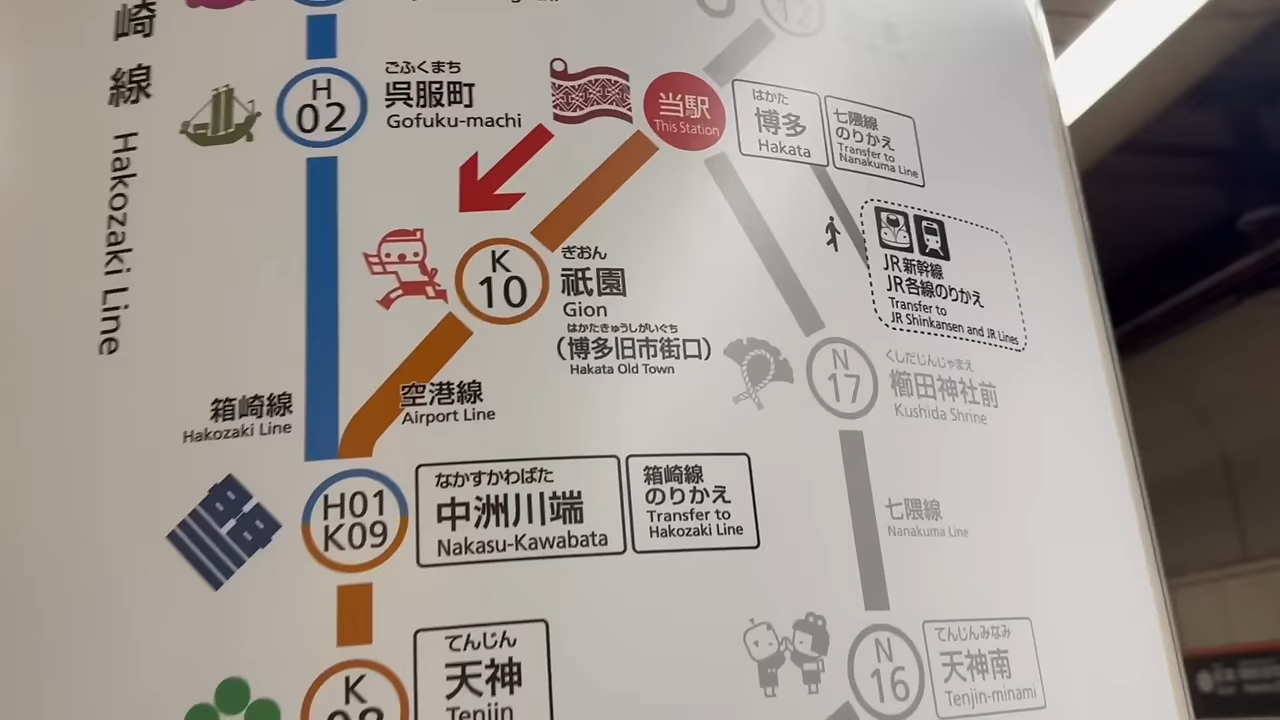 崎線
Hakozaki Line
H
02
ごふくまち
呉服町
Gofuku-machi
当駅
This Station
はかた
博多
Hakata
七隈線
のりかえ
Transfer to
Nanakuma Line
JR新幹線
JR各線のりかえ
Transfer to
JR Shinkansen and JR Lines
K
10
ぎおん
祇園
Gion
はかたきゅうしがいぐち
(博多旧市街口)
Hakata Old Town
N
17
くしだじんじゃまえ
櫛田神社前
Kushida Shrine
箱崎線
Hakozaki Line
空港線
Airport Line
H01
K09
なかすかわばた
中洲川端
Nakasu-Kawabata
箱崎線
のりかえ
Transfer to
Hakozaki Line
七隈線
Nanakuma Line
K
08
てんじん
天神
Tenjin
N
16
てんじんみなみ
天神南
Tenjin-minami